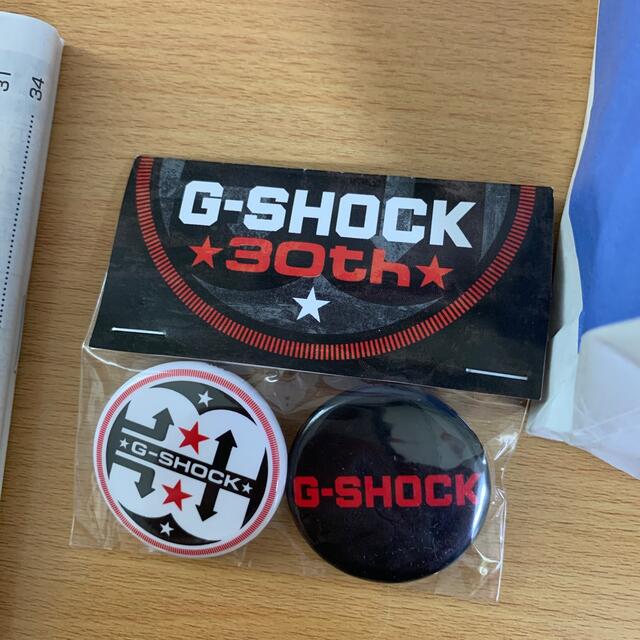 31
34
G-SHOCK
★30th★
★G-SHOCK★
G-SHOCK